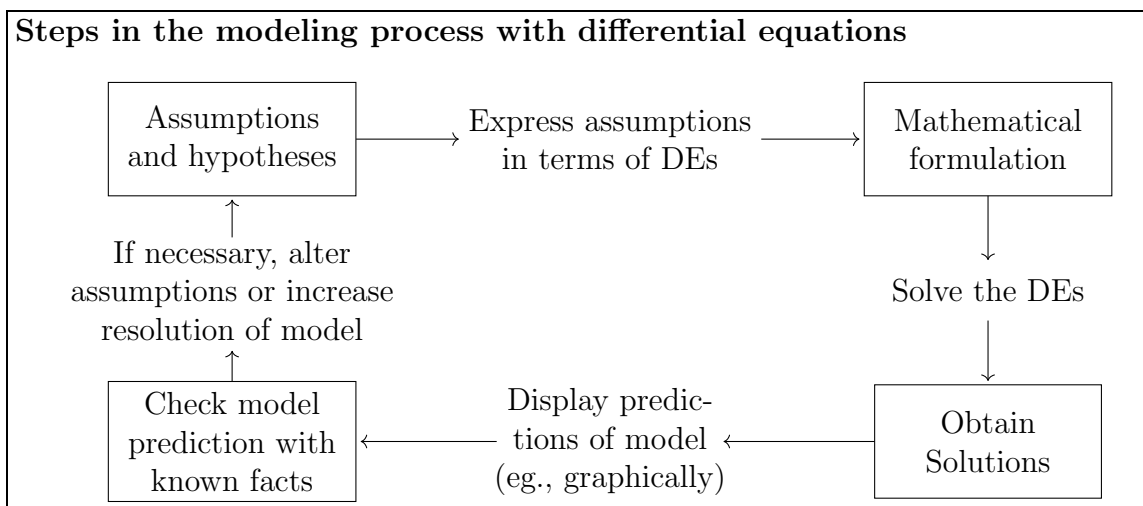 Steps in the modeling process with differential equations
Assumptions
and hypotheses
Express assumptions
in terms of DEs
Mathematical
formulation
Solve the DEs
Obtain
Solutions
Display predic-
tions of model
(eg., graphically)
Check model
prediction with
known facts
If necessary, alter
assumptions or increase
resolution of model